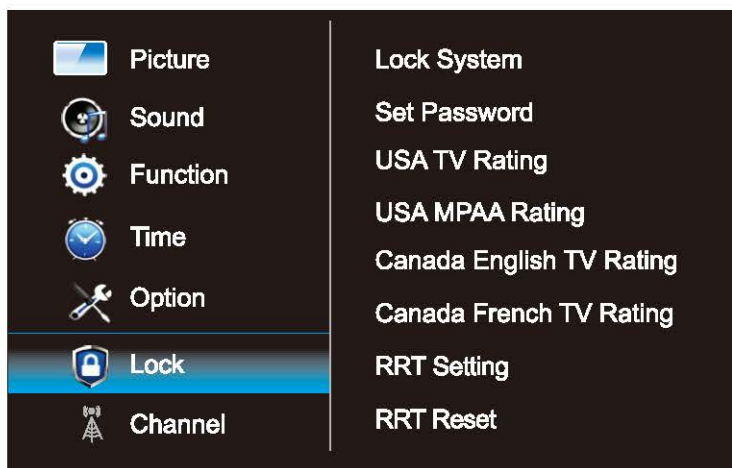 Picture
Sound
Function
Time
Option
Lock
Channel
Lock System
Set Password
USA TV Rating
USA MPAA Rating
Canada English TV Rating
Canada French TV Rating
RRT Setting
RRT Reset